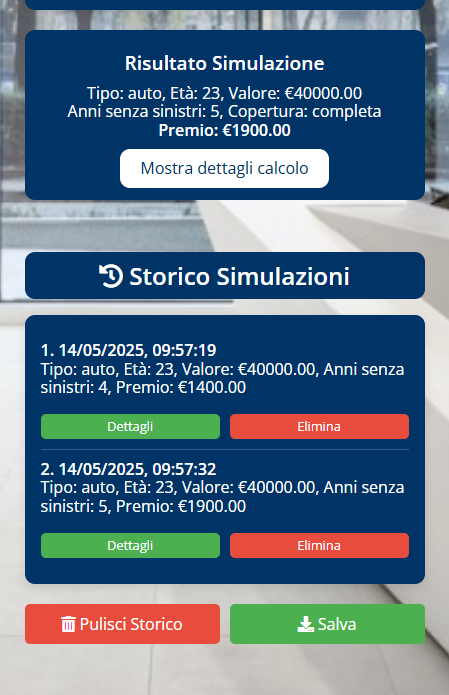 Risultato Simulazione
Tipo: auto, Età: 23, Valore: €40000.00
Anni senza sinistri: 5, Copertura: completa
Premio: €1900.00
Mostra dettagli calcolo
Storico Simulazioni
1. 14/05/2025, 09:57:19
Tipo: auto, Età: 23, Valore: €40000.00, Anni senza
sinistri: 4, Premio: €1400.00
Dettagli Elimina
2. 14/05/2025, 09:57:32
Tipo: auto, Età: 23, Valore: €40000.00, Anni senza
sinistri: 5, Premio: €1900.00
Dettagli Elimina
Pulisci Storico Salva